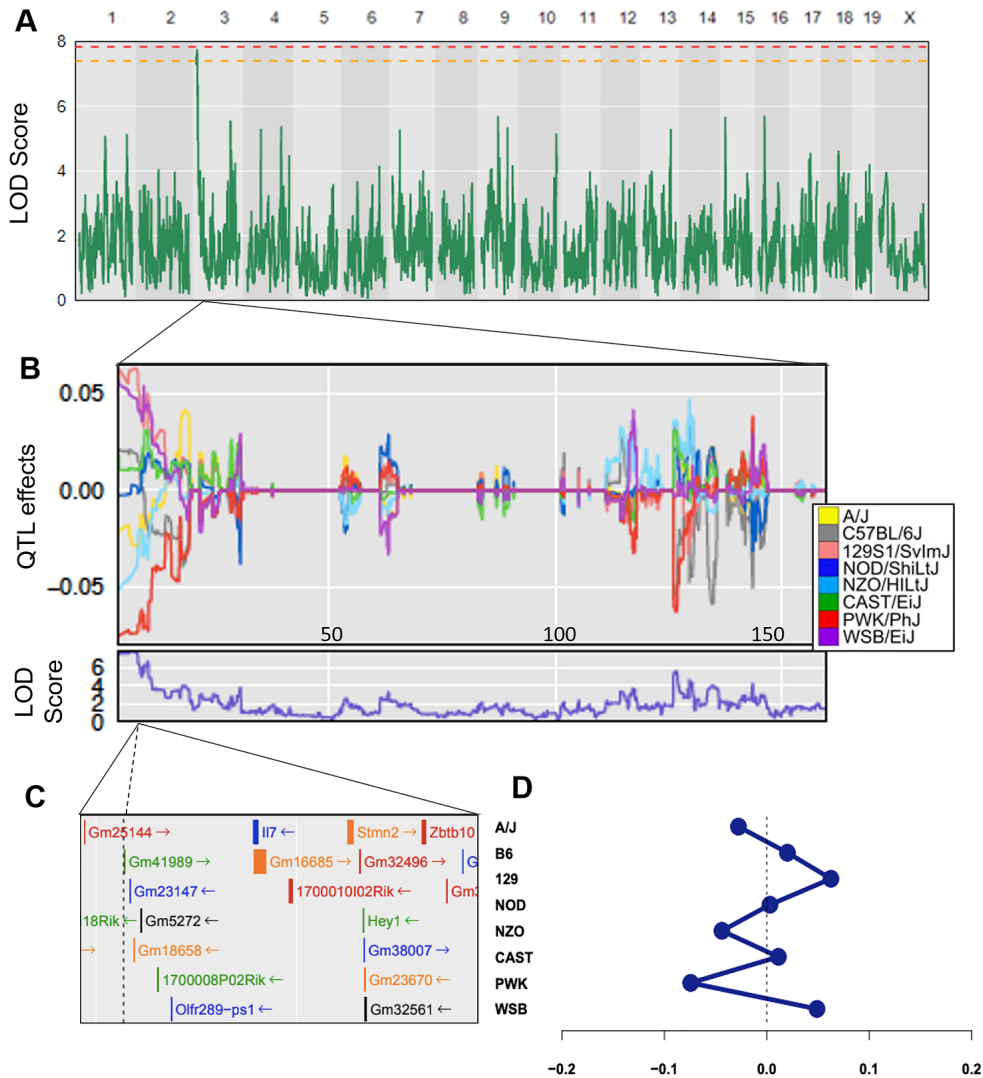 A
1 2 3 4 5 6 7 8 9 10 11 12 13 14 15 16 17 18 19 X
8
6
4
2
0
LOD Score
B
0.05
0.00
−0.05
QTL effects
50 100 150
A/J
C57BL/6J
129S1/SvImJ
NOD/ShiLtJ
NZO/HILtJ
CAST/EiJ
PWK/PhJ
WSB/EiJ
LOD
Score
6
4
2
0
C
Gm25144 → Il7 ← Stmn2 → Zbtb10
Gm41989 → Gm16685 → Gm32496 → G
Gm23147 ← 1700010I02Rik ← Gm3
18Rik ← Gm5272 ← Hey1 ←
→ Gm18658 ← Gm38007 →
1700008P02Rik ← Gm23670 ←
Olfr289−ps1 ← Gm32561 ←
D
A/J
B6
129
NOD
NZO
CAST
PWK
WSB
−0.2 −0.1 0.0 0.1 0.2